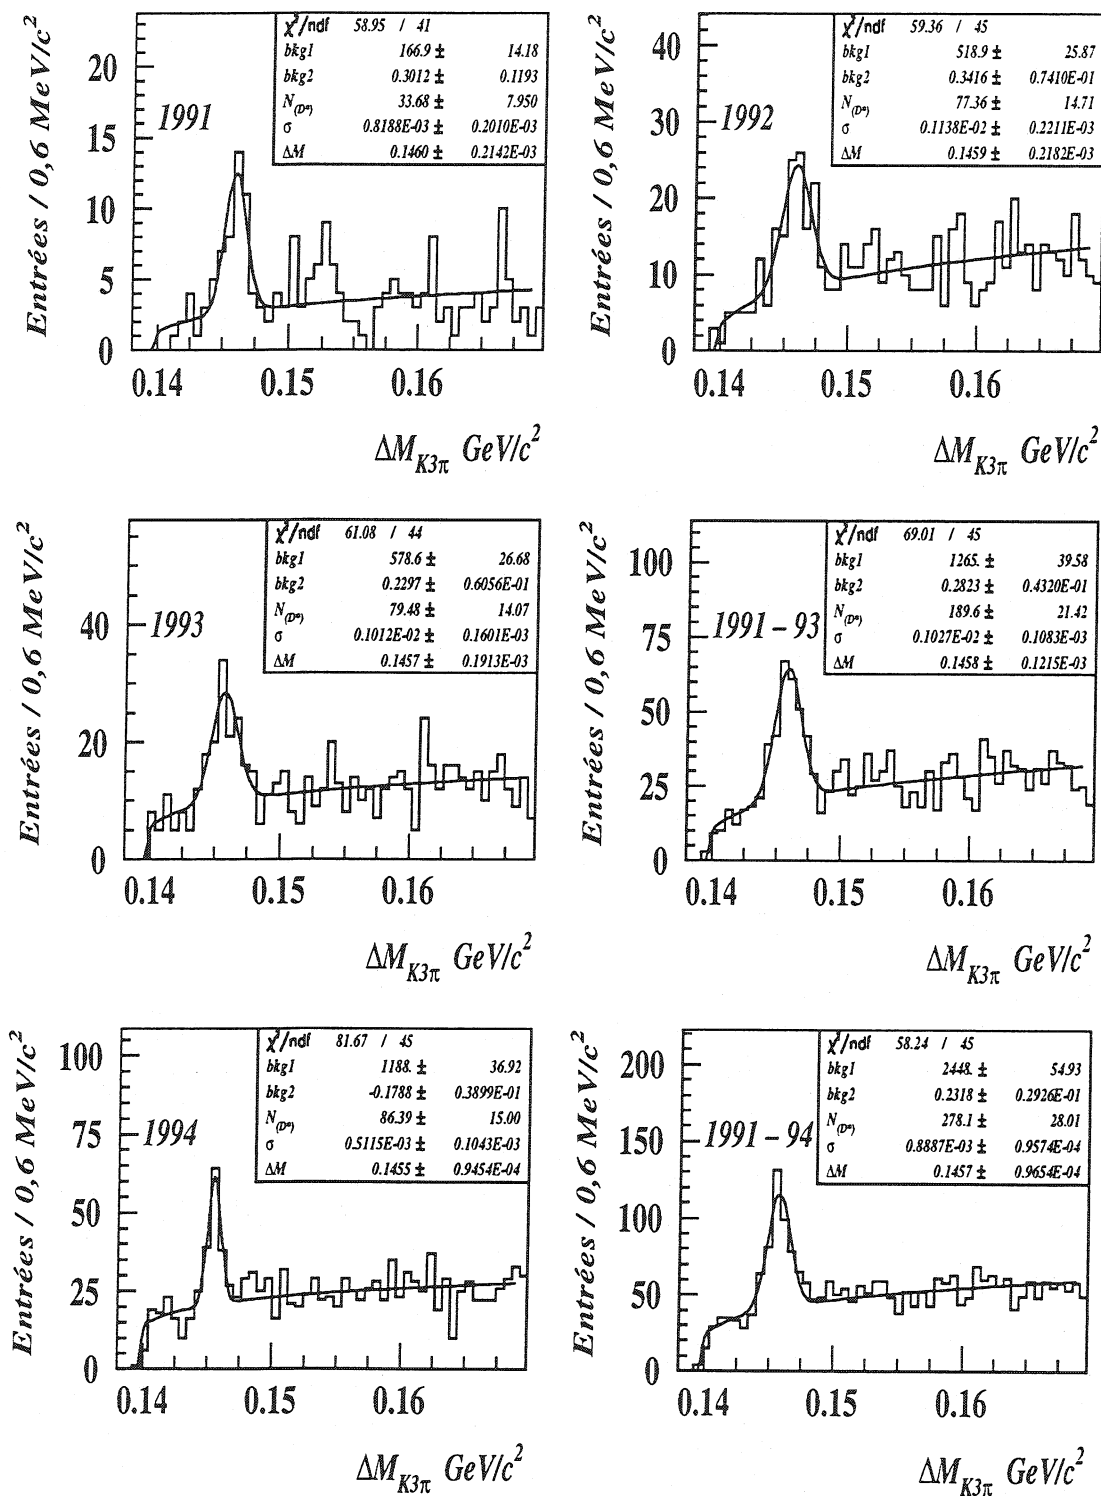 Entrées / 0,6 MeV/c²
20
15
10
5
0
1991
χ²/ndf 58.95 / 41
bkg1 166.9 ± 14.18
bkg2 0.3012 ± 0.1193
N(D*) 33.68 ± 7.950
σ 0.8188E-03 ± 0.2010E-03
ΔM 0.1460 ± 0.2142E-03
0.14 0.15 0.16
ΔM K3π GeV/c²
Entrées / 0,6 MeV/c²
40
30
20
10
0
1992
χ²/ndf 59.36 / 45
bkg1 518.9 ± 25.87
bkg2 0.3416 ± 0.7410E-01
N(D*) 77.36 ± 14.71
σ 0.1138E-02 ± 0.2211E-03
ΔM 0.1459 ± 0.2182E-03
0.14 0.15 0.16
ΔM K3π GeV/c²
Entrées / 0,6 MeV/c²
40
20
0
1993
χ²/ndf 61.08 / 44
bkg1 578.6 ± 26.68
bkg2 0.2297 ± 0.6056E-01
N(D*) 79.48 ± 14.07
σ 0.1012E-02 ± 0.1601E-03
ΔM 0.1457 ± 0.1913E-03
0.14 0.15 0.16
ΔM K3π GeV/c²
Entrées / 0,6 MeV/c²
100
75
50
25
0
1991 – 93
χ²/ndf 69.01 / 45
bkg1 1265. ± 39.58
bkg2 0.2823 ± 0.4320E-01
N(D*) 189.6 ± 21.42
σ 0.1027E-02 ± 0.1083E-03
ΔM 0.1458 ± 0.1215E-03
0.14 0.15 0.16
ΔM K3π GeV/c²
Entrées / 0,6 MeV/c²
100
75
50
25
0
1994
χ²/ndf 81.67 / 45
bkg1 1188. ± 36.92
bkg2 -0.1788 ± 0.3899E-01
N(D*) 86.39 ± 15.00
σ 0.5115E-03 ± 0.1043E-03
ΔM 0.1455 ± 0.9454E-04
0.14 0.15 0.16
ΔM K3π GeV/c²
Entrées / 0,6 MeV/c²
200
150
100
50
0
1991 – 94
χ²/ndf 58.24 / 45
bkg1 2448. ± 54.93
bkg2 0.2318 ± 0.2926E-01
N(D*) 278.1 ± 28.01
σ 0.8887E-03 ± 0.9574E-04
ΔM 0.1457 ± 0.9654E-04
0.14 0.15 0.16
ΔM K3π GeV/c²